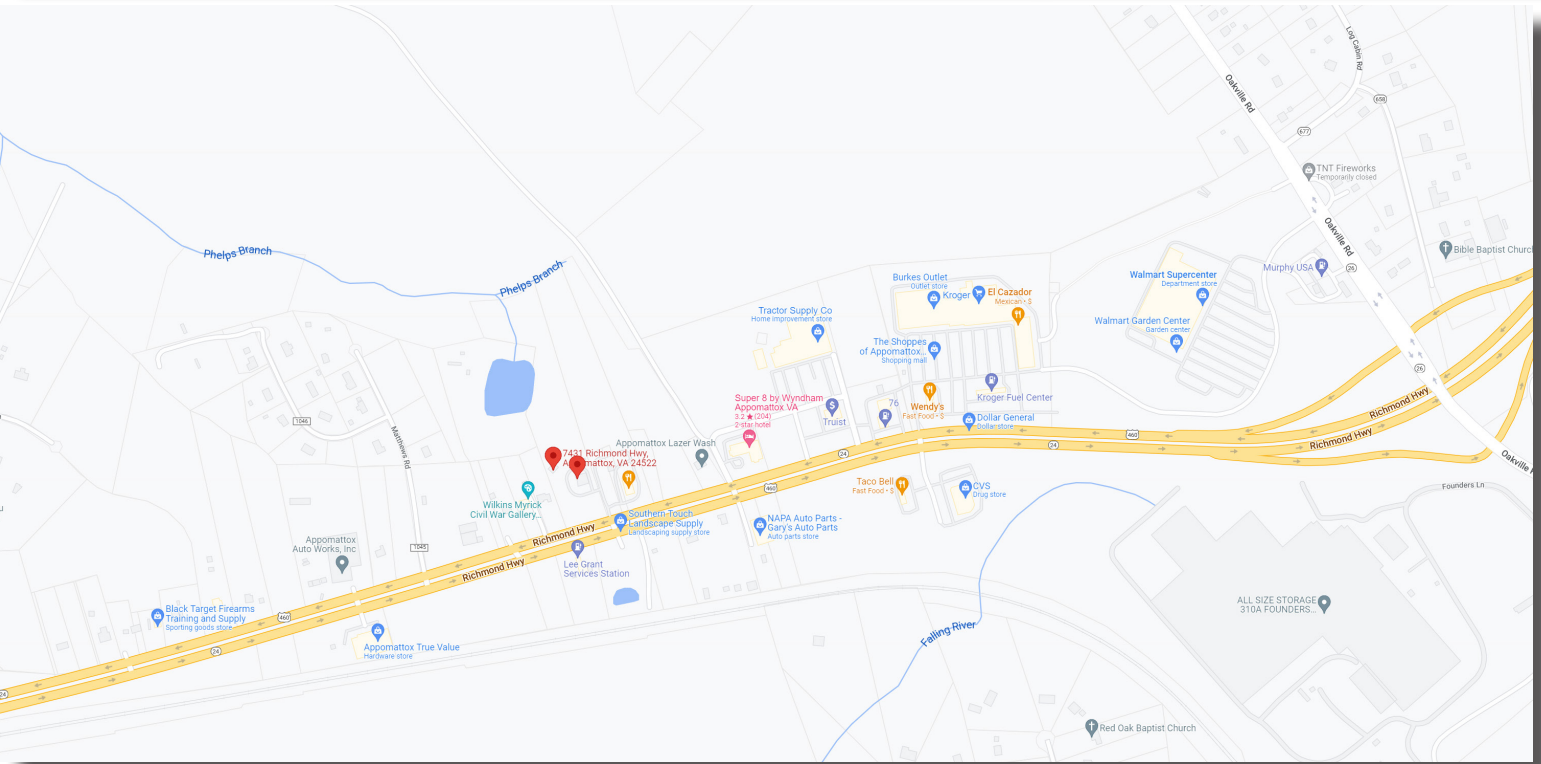 Log Cabin Rd
Oakville Rd
658
677
TNT Fireworks
Temporarily closed
Oakville Rd
Bible Baptist Church
Phelps Branch
Phelps Branch
Murphy USA
26
Walmart Supercenter
Department store
Burkes Outlet
Outlet store
Kroger
El Cazador
Mexican • $
Tractor Supply Co
Home improvement store
Walmart Garden Center
Garden center
The Shoppes
of Appomattox...
Shopping mall
26
Kroger Fuel Center
Super 8 by Wyndham
Appomattox VA
3.2 ★ (204)
2-star hotel
76
Wendy's
Fast Food • $
Truist
Dollar General
Dollar store
Richmond Hwy
1046
Matthews Rd
Appomattox Lazer Wash
24
460
24
Richmond Hwy
Oakville
7431 Richmond Hwy,
Appomattox, VA 24522
460
Taco Bell
Fast Food • $
CVS
Drug store
Founders Ln
Wilkins Myrick
Civil War Gallery...
Southern Touch
Landscape Supply
Landscaping supply store
NAPA Auto Parts -
Gary's Auto Parts
Auto parts store
Richmond Hwy
Appomattox
Auto Works, Inc
1045
Richmond Hwy
Lee Grant
Services Station
Black Target Firearms
Training and Supply
Sporting goods store
460
ALL SIZE STORAGE
310A FOUNDERS...
Falling River
24
Appomattox True Value
Hardware store
24
Red Oak Baptist Church